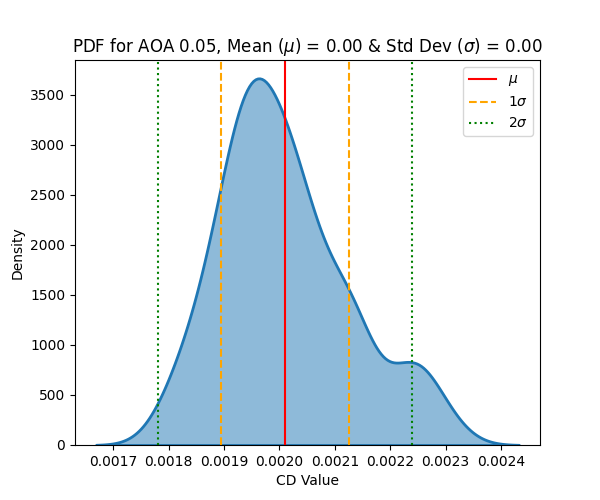 PDF for AOA 0.05, Mean (μ) = 0.00 & Std Dev (σ) = 0.00
μ
1σ
2σ
3500
3000
2500
2000
1500
1000
500
0
Density
0.0017 0.0018 0.0019 0.0020 0.0021 0.0022 0.0023 0.0024
CD Value